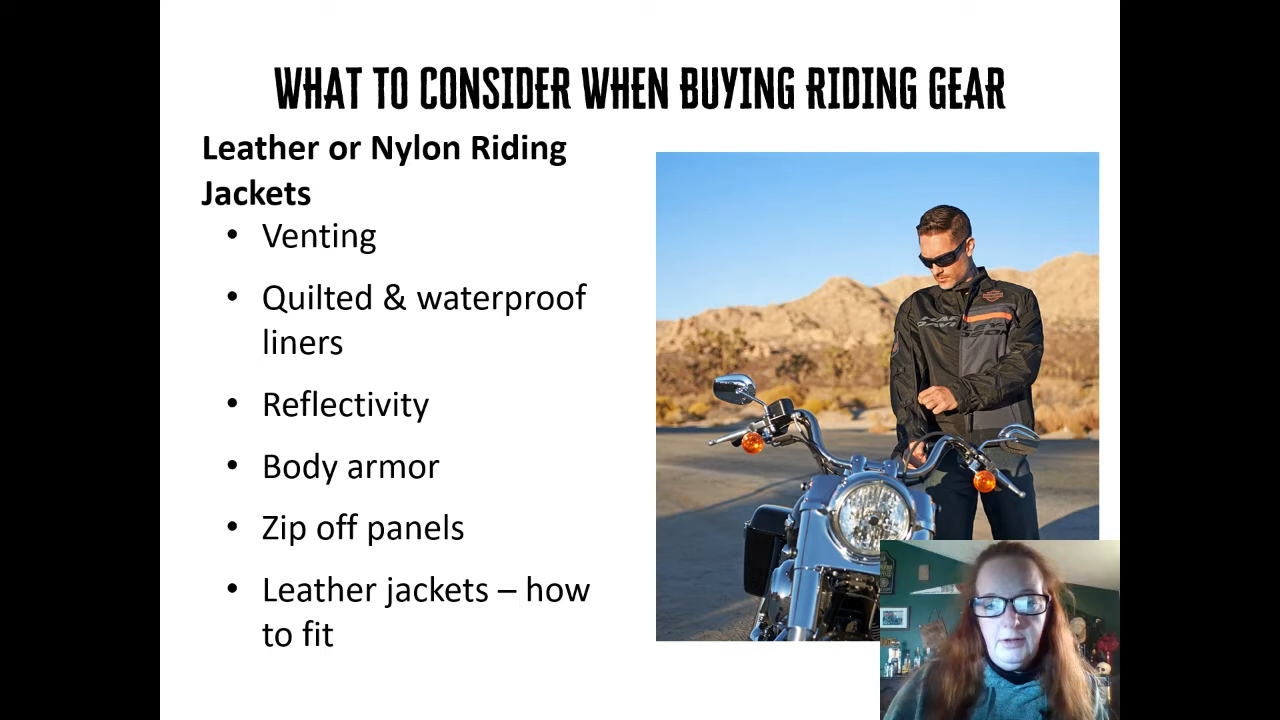 WHAT TO CONSIDER WHEN BUYING RIDING GEAR
Leather or Nylon Riding
Jackets
• Venting
• Quilted & waterproof
liners
• Reflectivity
• Body armor
• Zip off panels
• Leather jackets – how
to fit